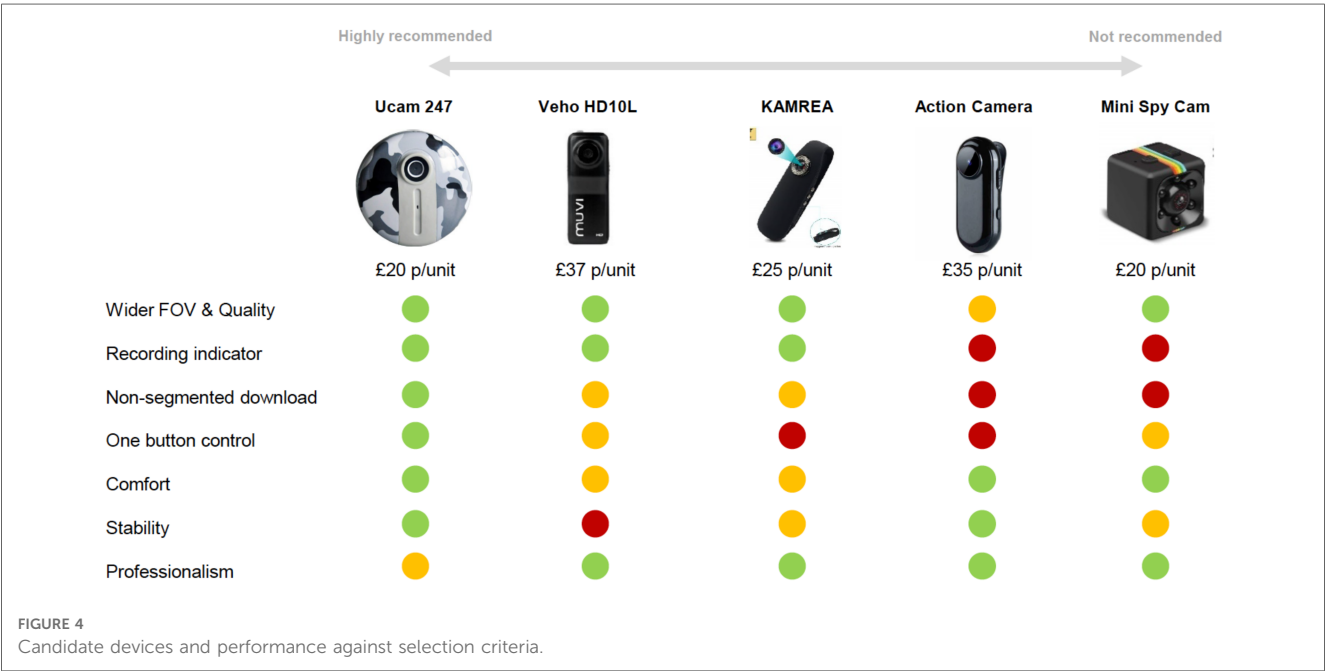 Highly recommended
Not recommended
Ucam 247
Veho HD10L
KAMREA
Action Camera
Mini Spy Cam
muvi
£20 p/unit
£37 p/unit
£25 p/unit
£35 p/unit
£20 p/unit
Wider FOV & Quality
Recording indicator
Non-segmented download
One button control
Comfort
Stability
Professionalism
FIGURE 4
Candidate devices and performance against selection criteria.